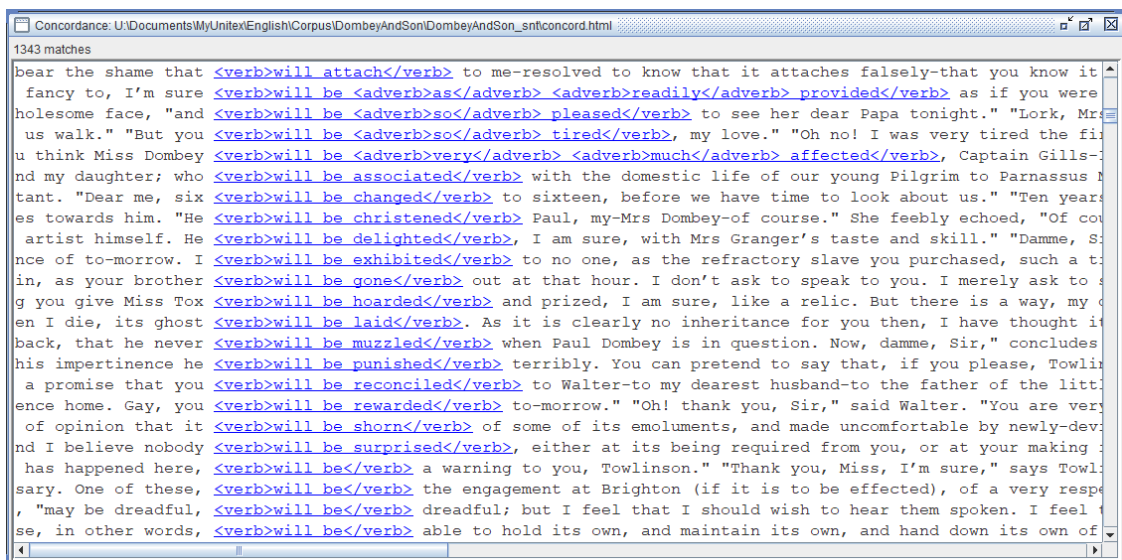 Concordance: U:\Documents\MyUnitex\English\Corpus\DombeyAndSon\DombeyAndSon_snt\concord.html
1343 matches
bear the shame that <verb>will attach</verb> to me-resolved to know that it attaches falsely-that you know it
fancy to, I'm sure <verb>will be <adverb>as</adverb> <adverb>readily</adverb> provided</verb> as if you were
holesome face, "and <verb>will be <adverb>so</adverb> pleased</verb> to see her dear Papa tonight." "Lork, Mrs
us walk." "But you <verb>will be <adverb>so</adverb> tired</verb>, my love." "Oh no! I was very tired the fi
u think Miss Dombey <verb>will be <adverb>very</adverb> <adverb>much</adverb> affected</verb>, Captain Gills-
nd my daughter; who <verb>will be associated</verb> with the domestic life of our young Pilgrim to Parnassus
tant. "Dear me, six <verb>will be changed</verb> to sixteen, before we have time to look about us." "Ten years
es towards him. "He <verb>will be christened</verb> Paul, my-Mrs Dombey-of course." She feebly echoed, "Of cou
artist himself. He <verb>will be delighted</verb>, I am sure, with Mrs Granger's taste and skill." "Damme, S
nce of to-morrow. I <verb>will be exhibited</verb> to no one, as the refractory slave you purchased, such a t
in, as your brother <verb>will be gone</verb> out at that hour. I don't ask to speak to you. I merely ask to s
g you give Miss Tox <verb>will be hoarded</verb> and prized, I am sure, like a relic. But there is a way, my
en I die, its ghost <verb>will be laid</verb>. As it is clearly no inheritance for you then, I have thought it
back, that he never <verb>will be muzzled</verb> when Paul Dombey is in question. Now, damme, Sir," concludes
his impertinence he <verb>will be punished</verb> terribly. You can pretend to say that, if you please, Towlin
a promise that you <verb>will be reconciled</verb> to Walter-to my dearest husband-to the father of the littl
ence home. Gay, you <verb>will be rewarded</verb> to-morrow." "Oh! thank you, Sir," said Walter. "You are very
of opinion that it <verb>will be shorn</verb> of some of its emoluments, and made uncomfortable by newly-devi
nd I believe nobody <verb>will be surprised</verb>, either at its being required from you, or at your making
has happened here, <verb>will be</verb> a warning to you, Towlinson." "Thank you, Miss, I'm sure," says Towl
sary. One of these, <verb>will be</verb> the engagement at Brighton (if it is to be effected), of a very respe
, "may be dreadful, <verb>will be</verb> dreadful; but I feel that I should wish to hear them spoken. I feel
se, in other words, <verb>will be</verb> able to hold its own, and maintain its own, and hand down its own of